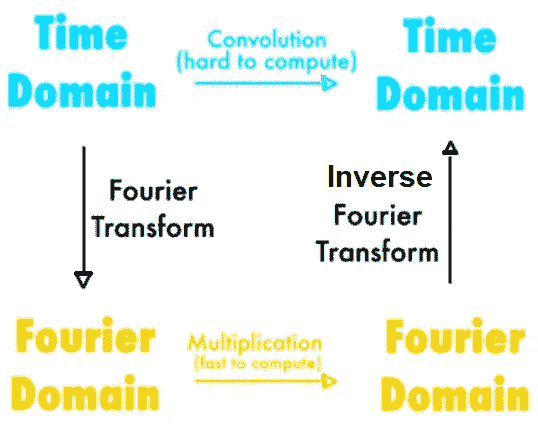 Time
Domain
Convolution
(hard to compute)
Time
Domain
Fourier
Transform
Inverse
Fourier
Transform
Fourier
Domain
Multiplication
(fast to compute)
Fourier
Domain